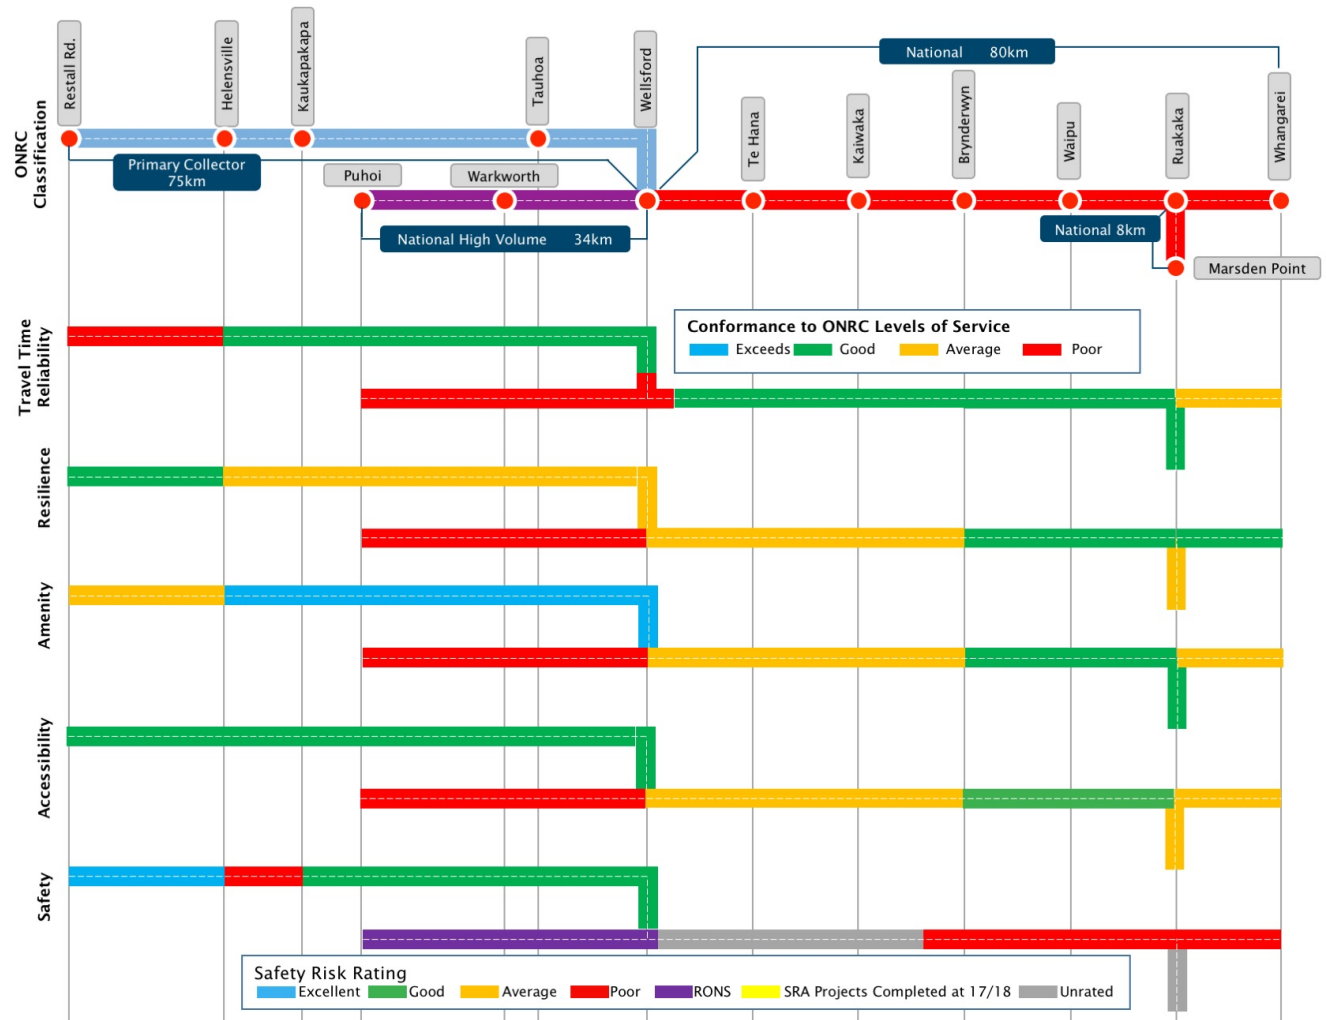 Restall Rd.
Helensville
Kaukapakapa
Tauhoa
Wellsford
National 80km
Te Hana
Kaiwaka
Brynderwyn
Waipu
Ruakaka
Whangarei
ONRC
Classification
Primary Collector
75km
Puhoi
Warkworth
National High Volume 34km
National 8km
Marsden Point
Travel Time
Reliability
Conformance to ONRC Levels of Service
Exceeds Good Average Poor
Resilience
Amenity
Accessibility
Safety
Safety Risk Rating
Excellent Good Average Poor RONS SRA Projects Completed at 17/18 Unrated